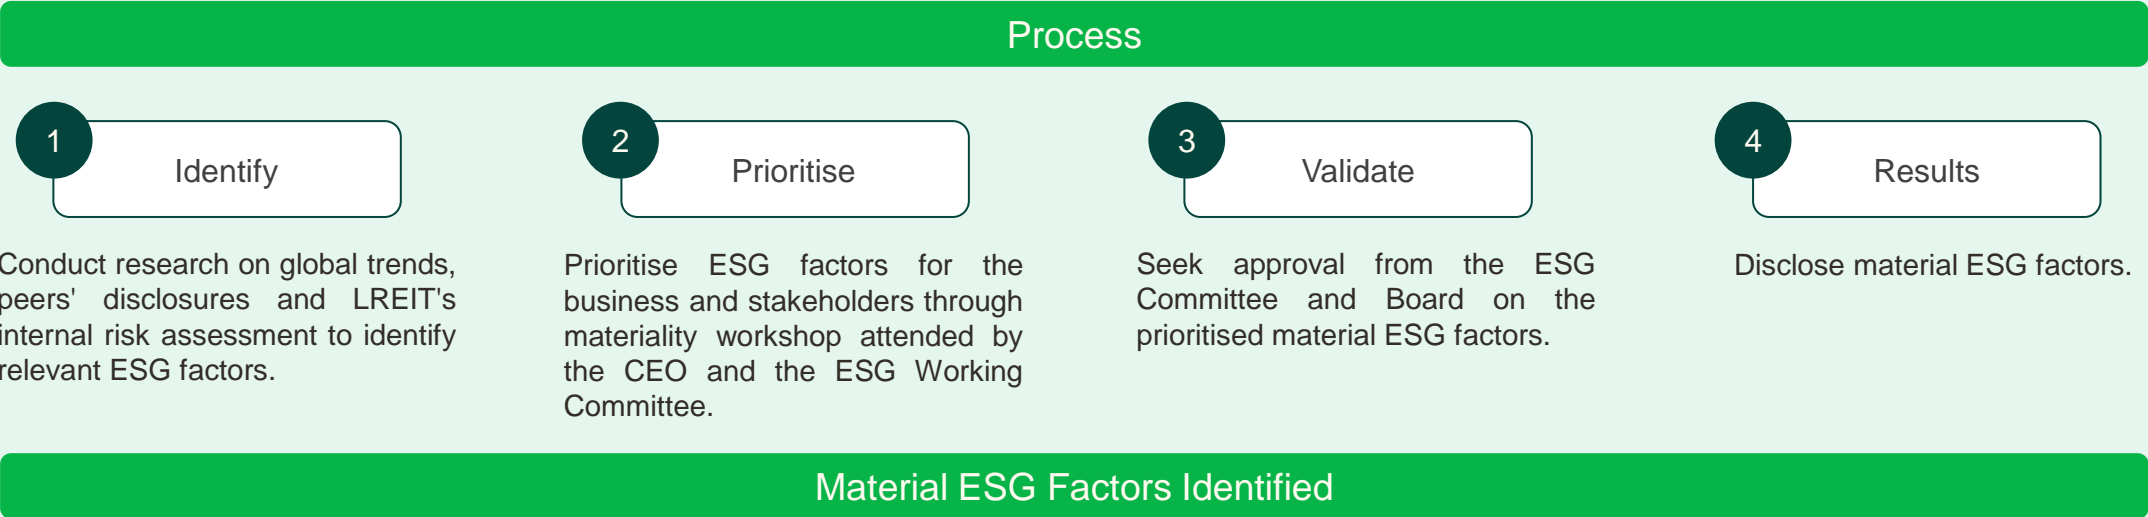 Process
1
Identify
Conduct research on global trends,
peers' disclosures and LREIT's
internal risk assessment to identify
relevant ESG factors.
2
Prioritise
Prioritise ESG factors for the
business and stakeholders through
materiality workshop attended by
the CEO and the ESG Working
Committee.
3
Validate
Seek approval from the ESG
Committee and Board on the
prioritised material ESG factors.
4
Results
Disclose material ESG factors.
Material ESG Factors Identified